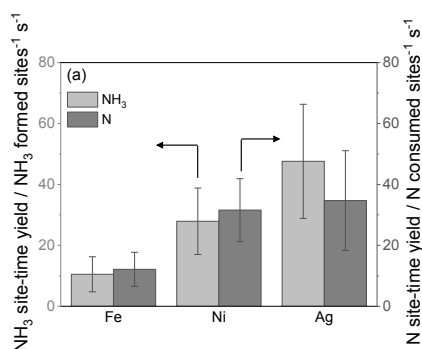 (a)
NH₃
N
NH₃ site-time yield / NH₃ formed sites⁻¹ s⁻¹
80
60
40
20
0
N site-time yield / N consumed sites⁻¹ s⁻¹
80
60
40
20
0
Fe Ni Ag